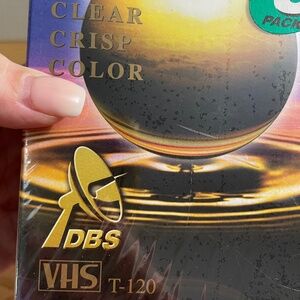 CLEAR
CRISP
COLOR
PACK
DBS
VHS T-120